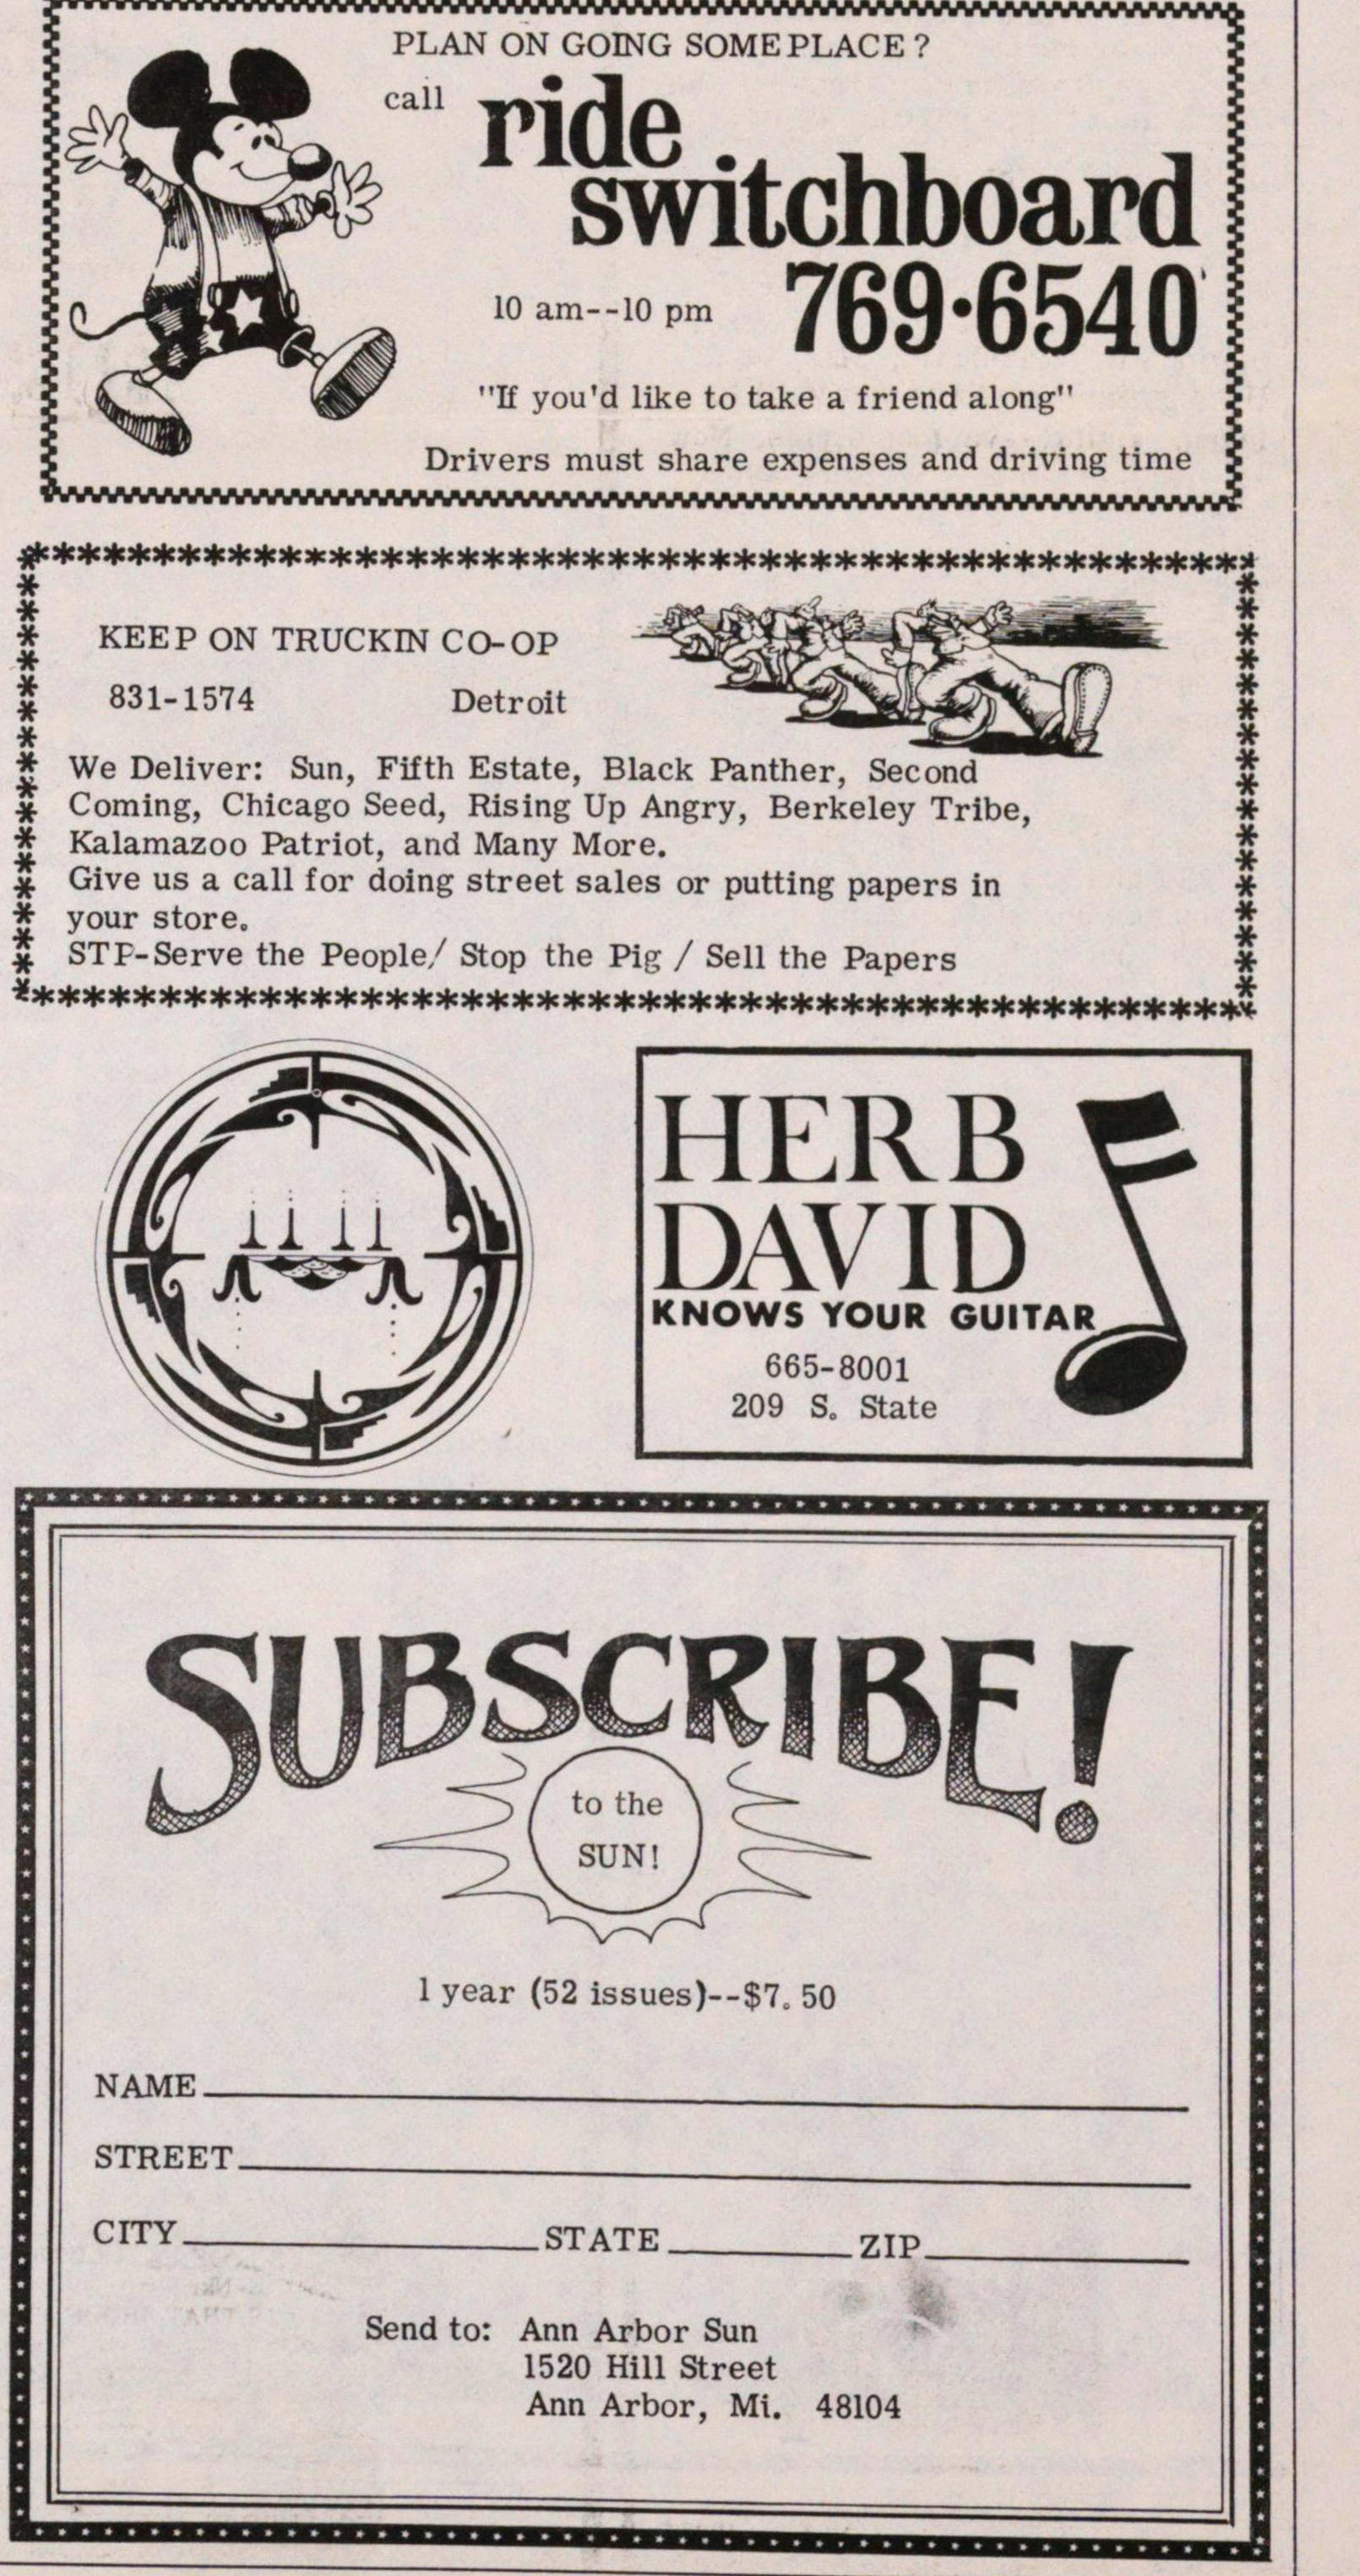 PLAN ON GOING SOMEPLACE?
call ride
switchboard
10 am--10 pm 769·6540
"If you'd like to take a friend along"
Drivers must share expenses and driving time
KEEP ON TRUCKIN CO-OP
831-1574 Detroit
We Deliver: Sun, Fifth Estate, Black Panther, Second
Coming, Chicago Seed, Rising Up Angry, Berkeley Tribe,
Kalamazoo Patriot, and Many More.
Give us a call for doing street sales or putting papers in
your store.
STP-Serve the People/ Stop the Pig / Sell the Papers
HERB
DAVID
KNOWS YOUR GUITAR
665-8001
209 S. State
SUBSCRIBE!
to the
SUN!
1 year (52 issues)--$7.50
NAME
STREET
CITY STATE ZIP
Send to: Ann Arbor Sun
1520 Hill Street
Ann Arbor, Mi. 48104